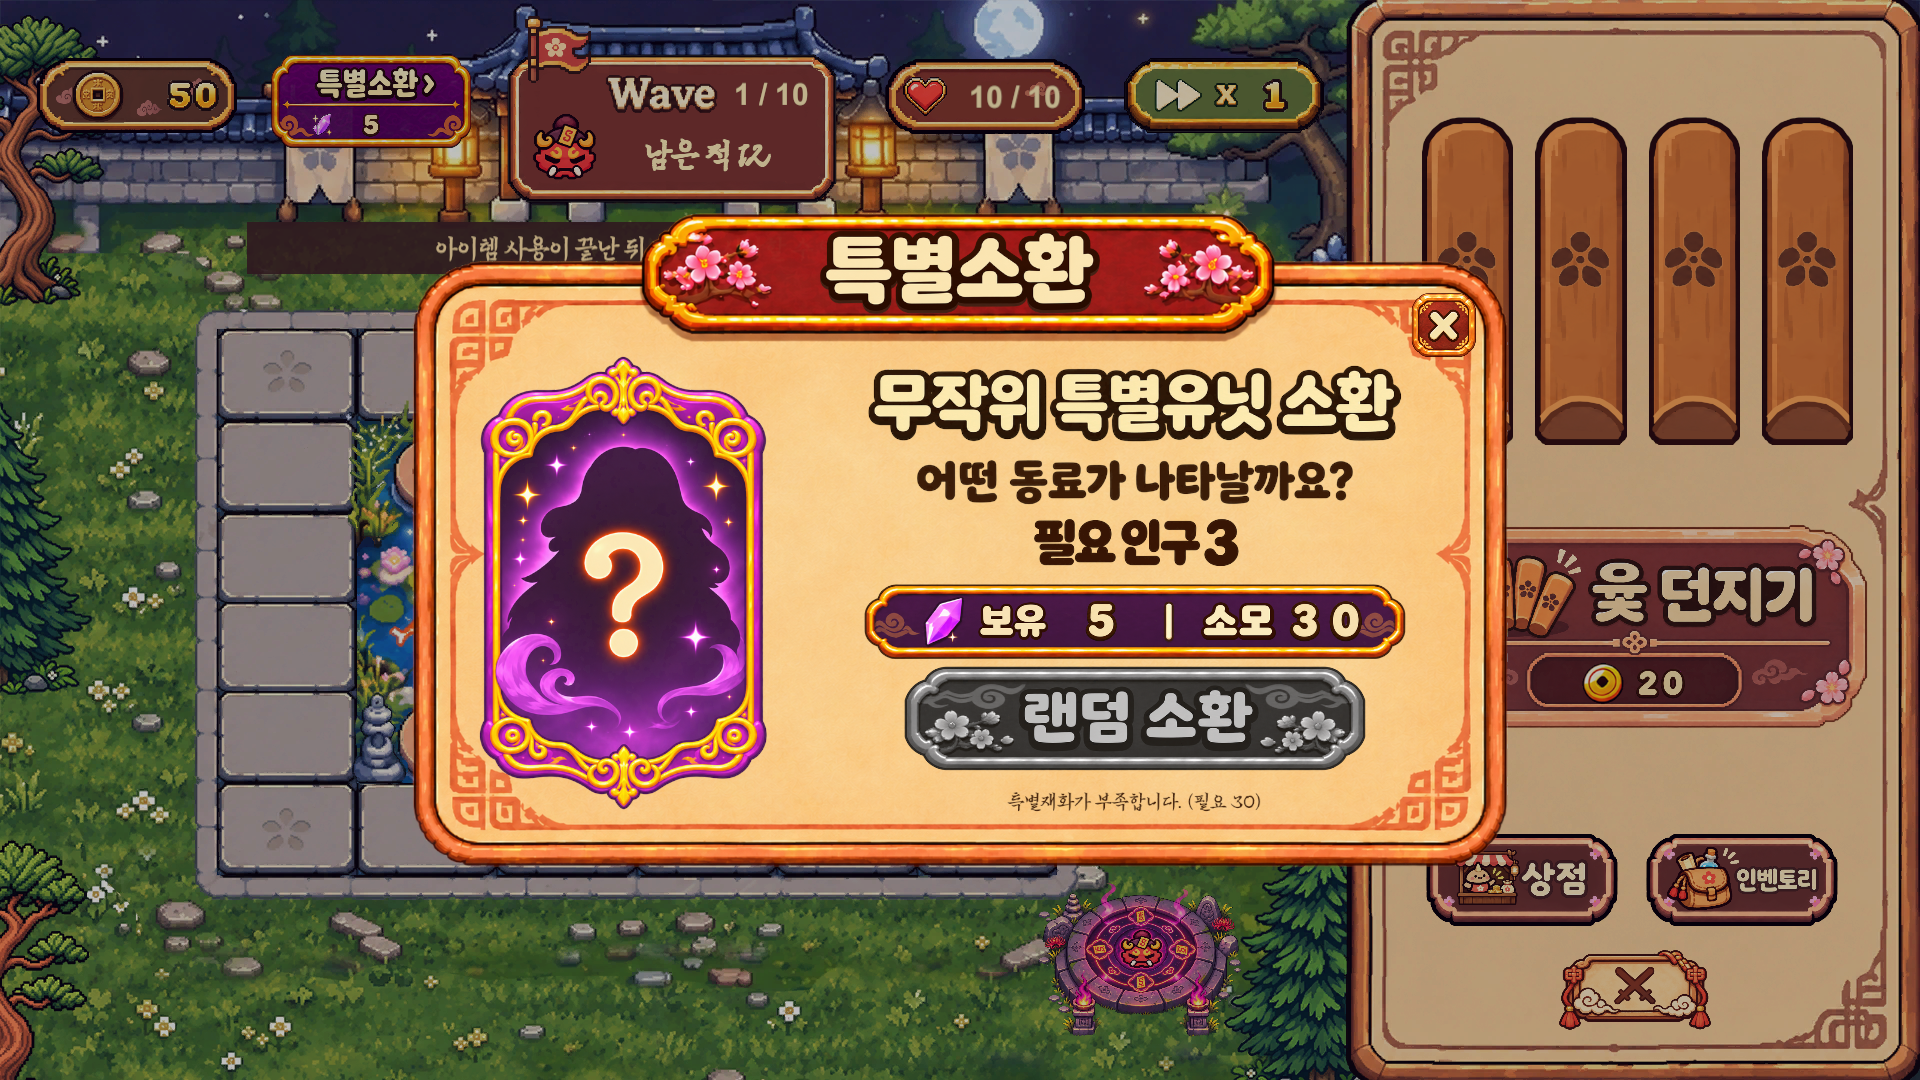 50
특별소환 ›
5
Wave 1 / 10
남은 적 12
10 / 10
x 1
아이템 사용이 끝난 뒤
특별소환
무작위 특별유닛 소환
어떤 동료가 나타날까요?
필요 인구 3
?
보유 5 | 소모 30
랜덤 소환
특별재화가 부족합니다. (필요 30)
윷 던지기
20
상점
인벤토리